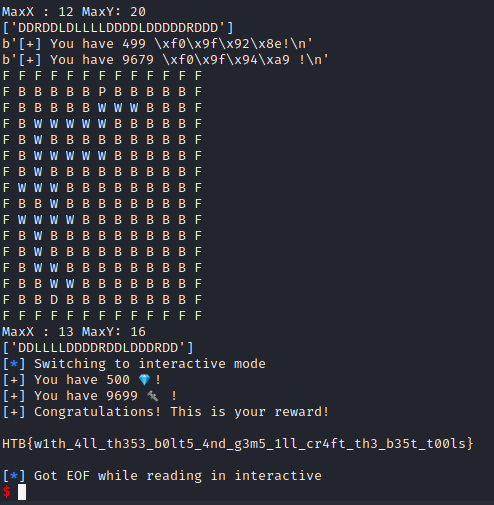 MaxX : 12 MaxY: 20
['DDRDDLDLLLLDDDDLDDDDDRDDD']
b'[+] You have 499 \xf0\x9f\x92\x8e!\n'
b'[+] You have 9679 \xf0\x9f\x94\xa9 !\n'
F F F F F F F F F F F F F
F B B B B B P B B B B B F
F B B B B B W W W B B B F
F B W W W W W B B B B B F
F B W B B B B B B B B B F
F B W W W W W B B B B B F
F B B W B B B B B B B B F
F W W W B B B B B B B B F
F B B W B B B B B B B B F
F W W W W B B B B B B B F
F B W B B B B B B B B B F
F B W B B B B B B B B B F
F B W W B B B B B B B B F
F B B W W B B B B B B B F
F B B D B B B B B B B B F
F F F F F F F F F F F F F
MaxX : 13 MaxY: 16
['DDLLLLDDDDRDDLDDDRDD']
[*] Switching to interactive mode
[+] You have 500 💎!
[+] You have 9699 🔩 !
[+] Congratulations! This is your reward!
HTB{w1th_4ll_th353_b0lt5_4nd_g3m5_1ll_cr4ft_th3_b35t_t00ls}
[*] Got EOF while reading in interactive
$